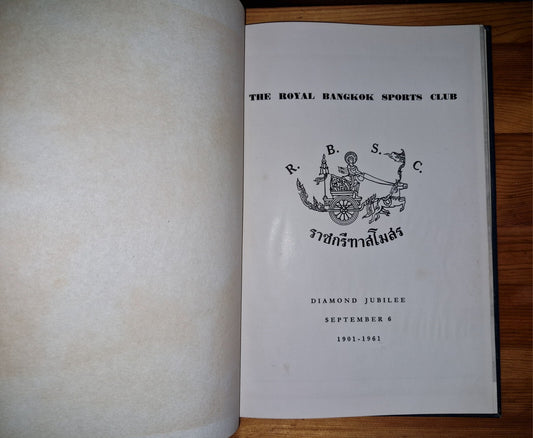 THE ROYAL BANGKOK SPORTS CLUB
R. B. S. C.
ราชกรีฑาสโมสร
DIAMOND JUBILEE
SEPTEMBER 6
1901-1961